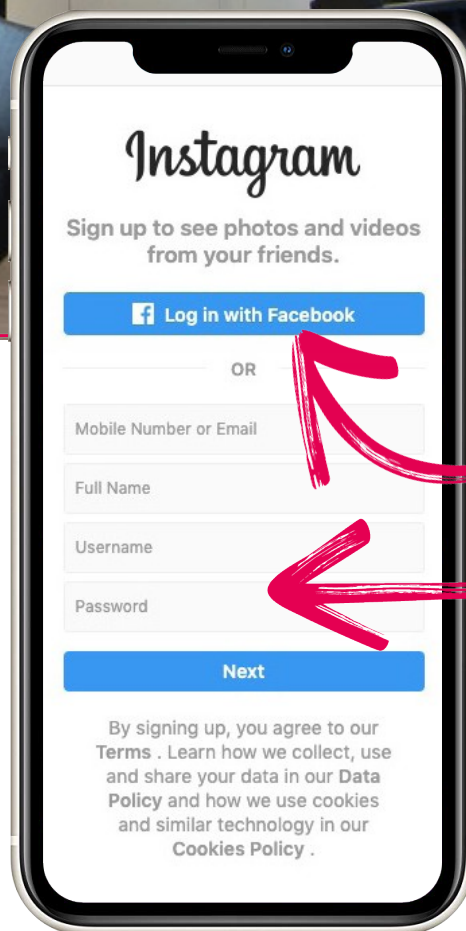 Instagram
Sign up to see photos and videos
from your friends.
Log in with Facebook
OR
Mobile Number or Email
Full Name
Username
Password
Next
By signing up, you agree to our
Terms . Learn how we collect, use
and share your data in our Data
Policy and how we use cookies
and similar technology in our
Cookies Policy .